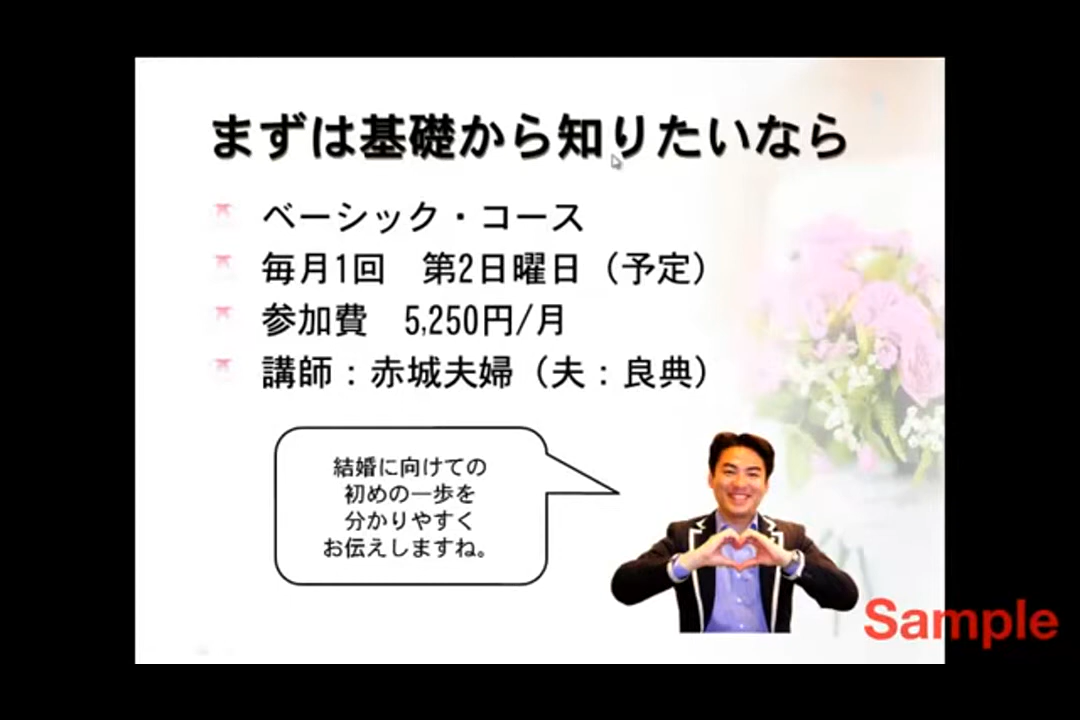 まずは基礎から知りたいなら
ベーシック・コース
毎月1回　第2日曜日（予定）
参加費　5,250円/月
講師：赤城夫婦（夫：良典）
結婚に向けての
初めの一歩を
分かりやすく
お伝えしますね。
Sample